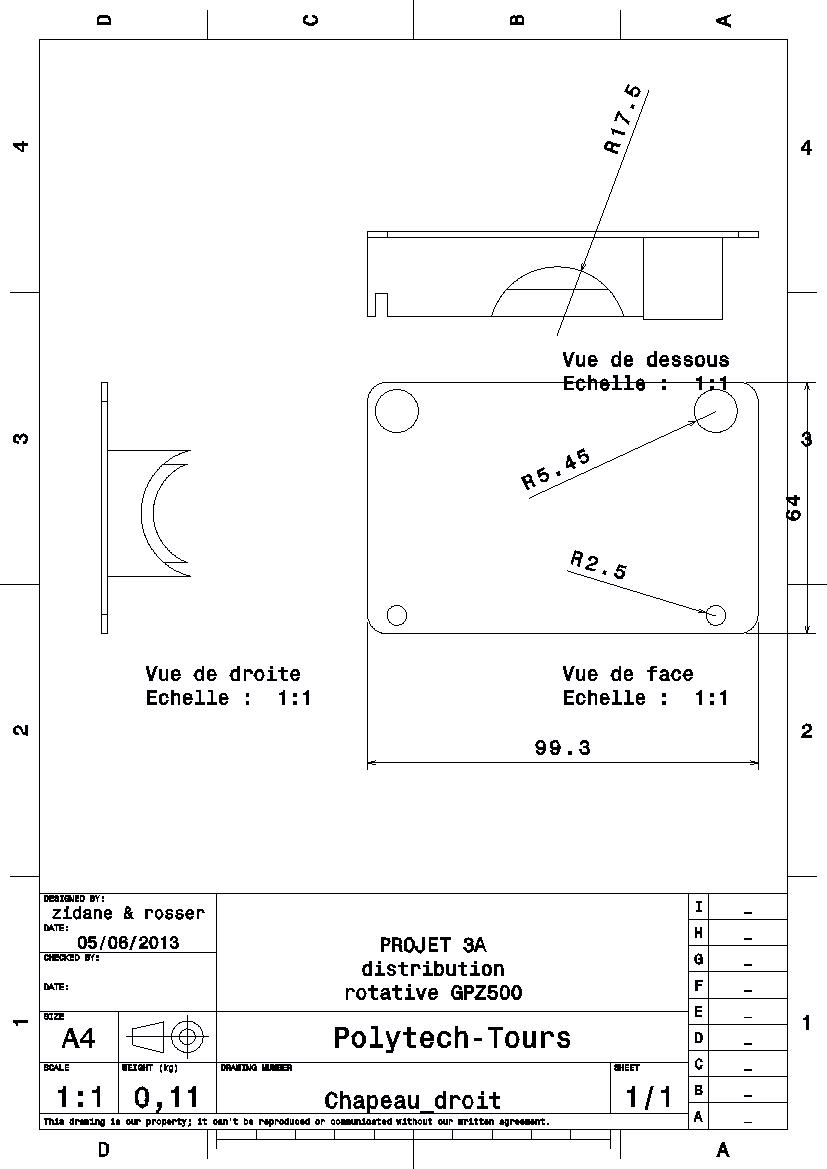 D C B A
4 4
R17.5
Vue de dessous
Echelle : 1:1
3 3
R5.45
64
R2.5
Vue de droite
Echelle : 1:1
Vue de face
Echelle : 1:1
2 2
99.3
DESIGNED BY:
zidane & rosser
DATE:
05/06/2013
CHECKED BY:
DATE:
PROJET 3A
distribution
rotative GPZ500
I _
H _
G _
F _
E _
D _
C _
B _
A _
1 1
SIZE
A4
Polytech-Tours
SCALE
1:1
WEIGHT (kg)
0,11
DRAWING NUMBER
Chapeau_droit
SHEET
1/1
This drawing is our property; it can't be reproduced or communicated without our written agreement.
D A